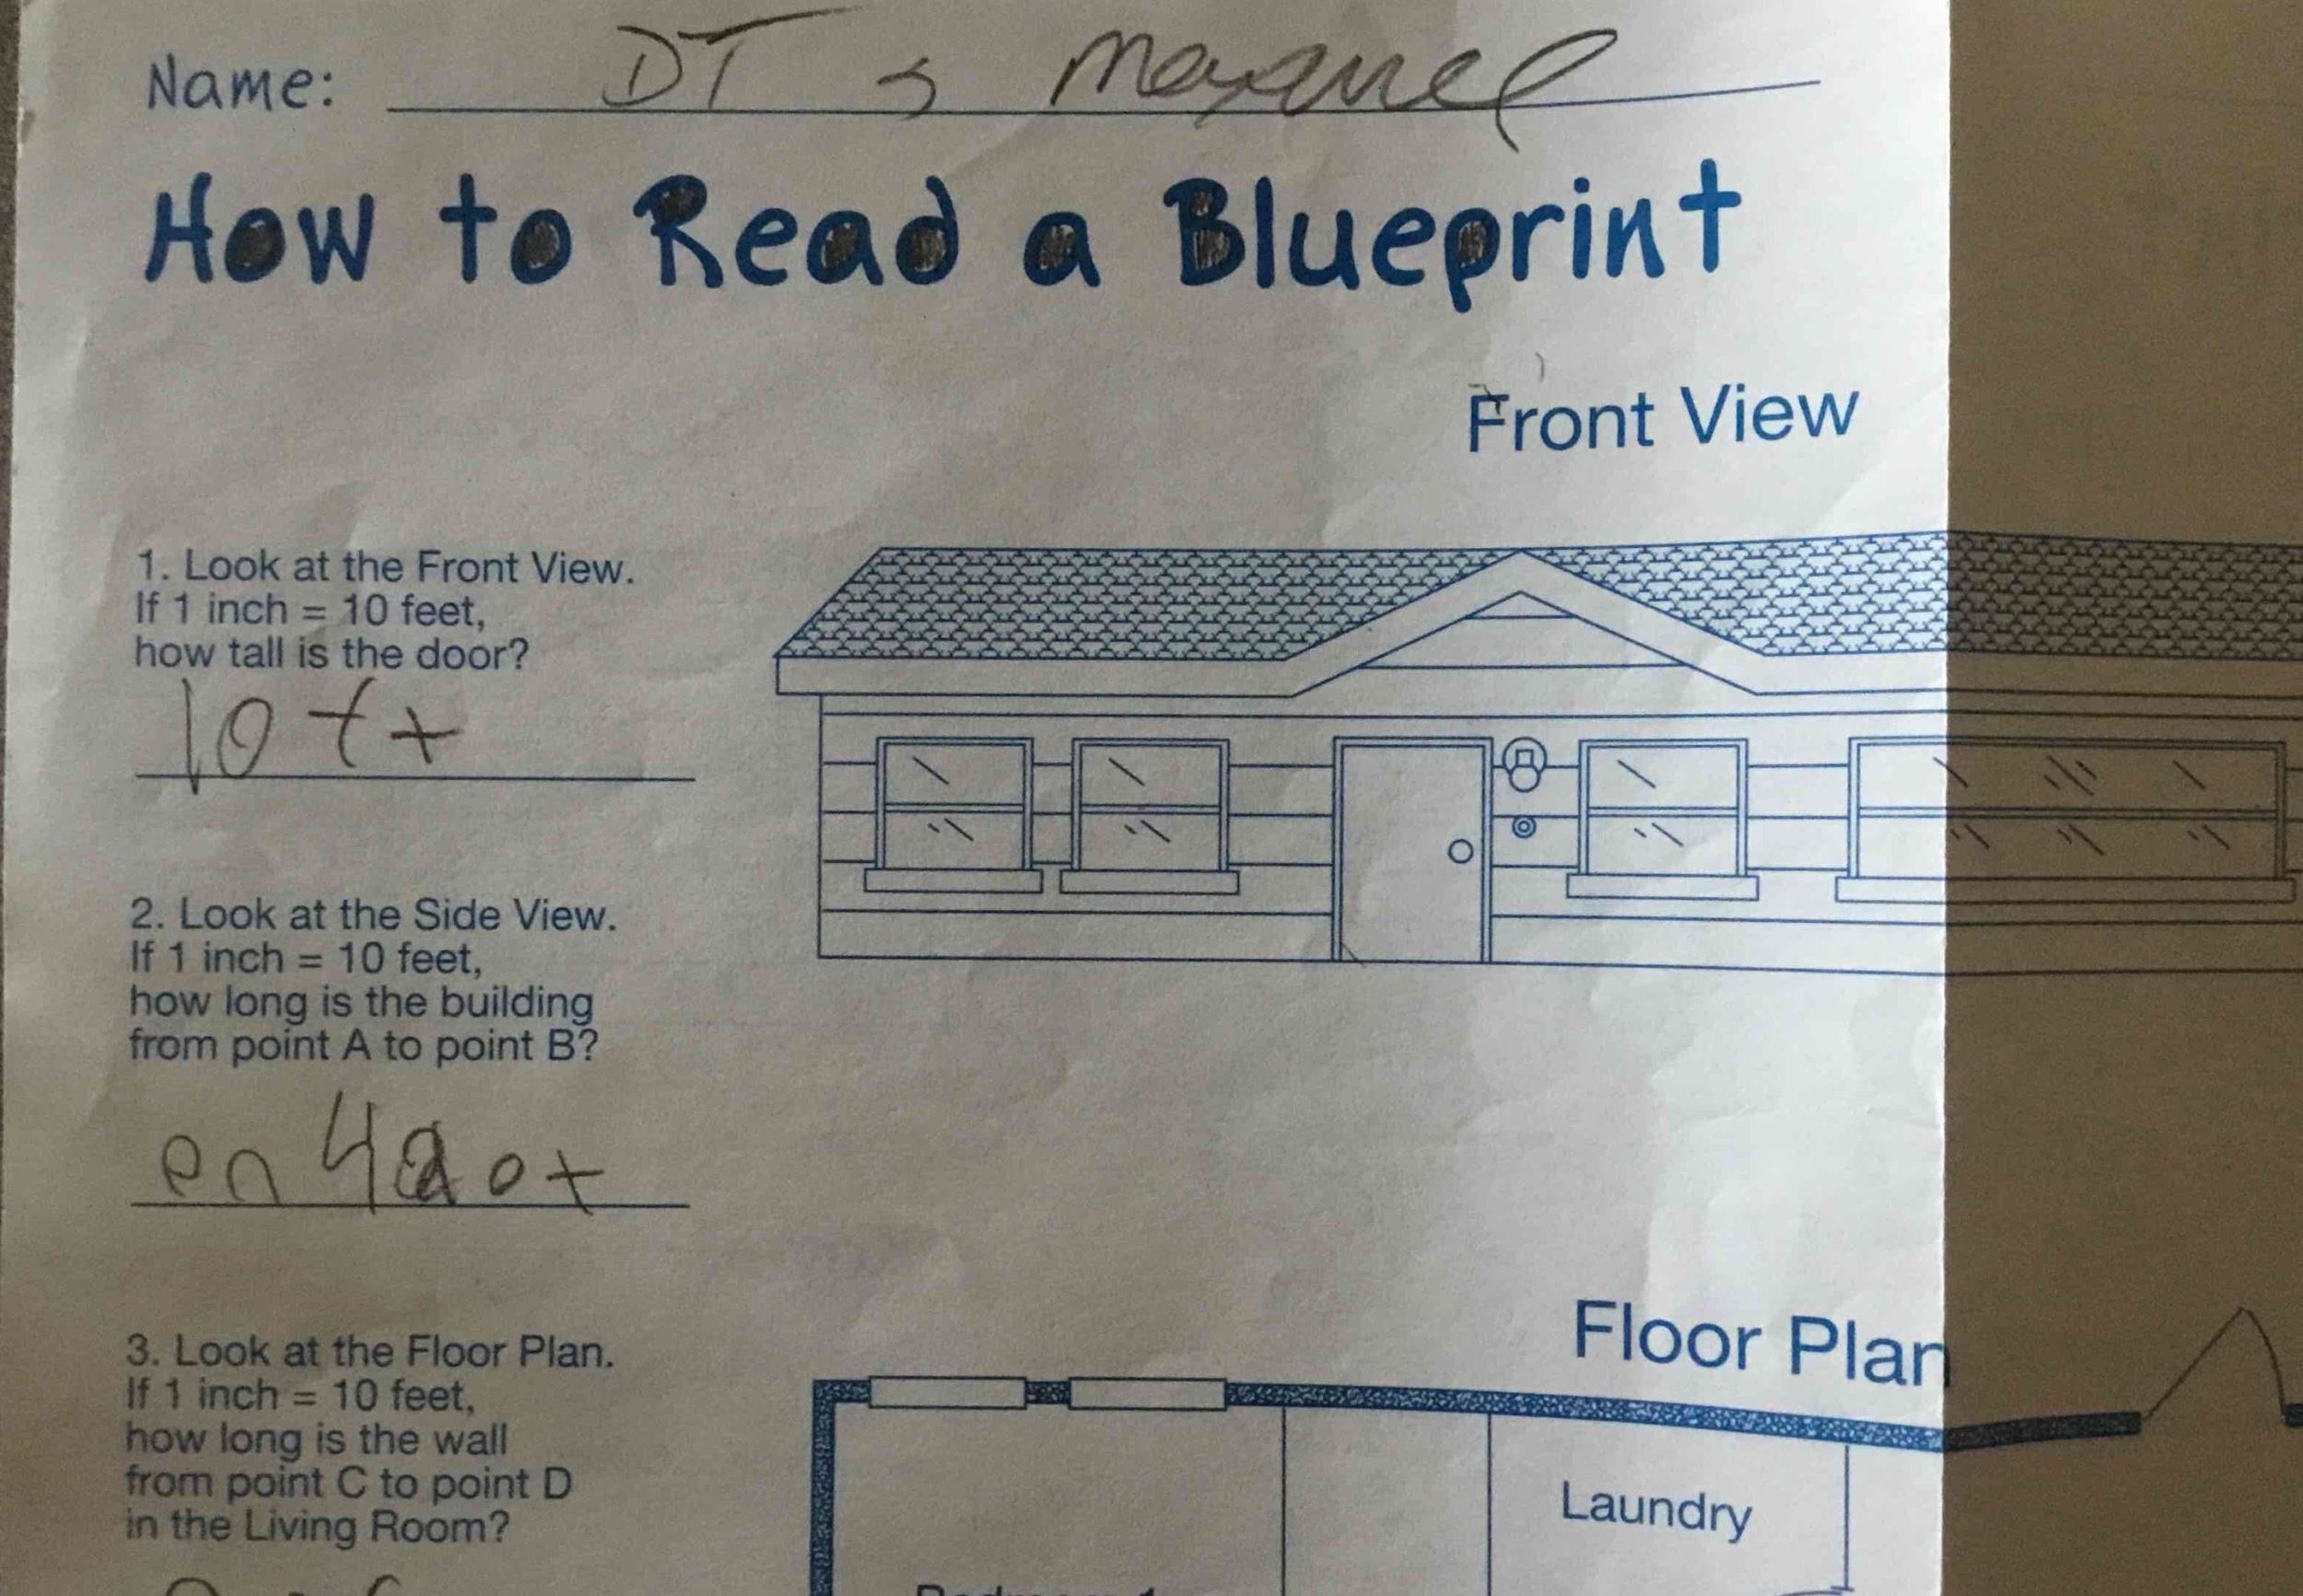 Name: DT
How to Read a Blueprint
Front View
1. Look at the Front View.
If 1 inch = 10 feet,
how tall is the door?
10
2. Look at the Side View.
If 1 inch = 10 feet,
how long is the building
from point A to point B?
3. Look at the Floor Plan.
If 1 inch = 10 feet,
how long is the wall
from point C to point D
in the Living Room?
Floor Plan
Laundry